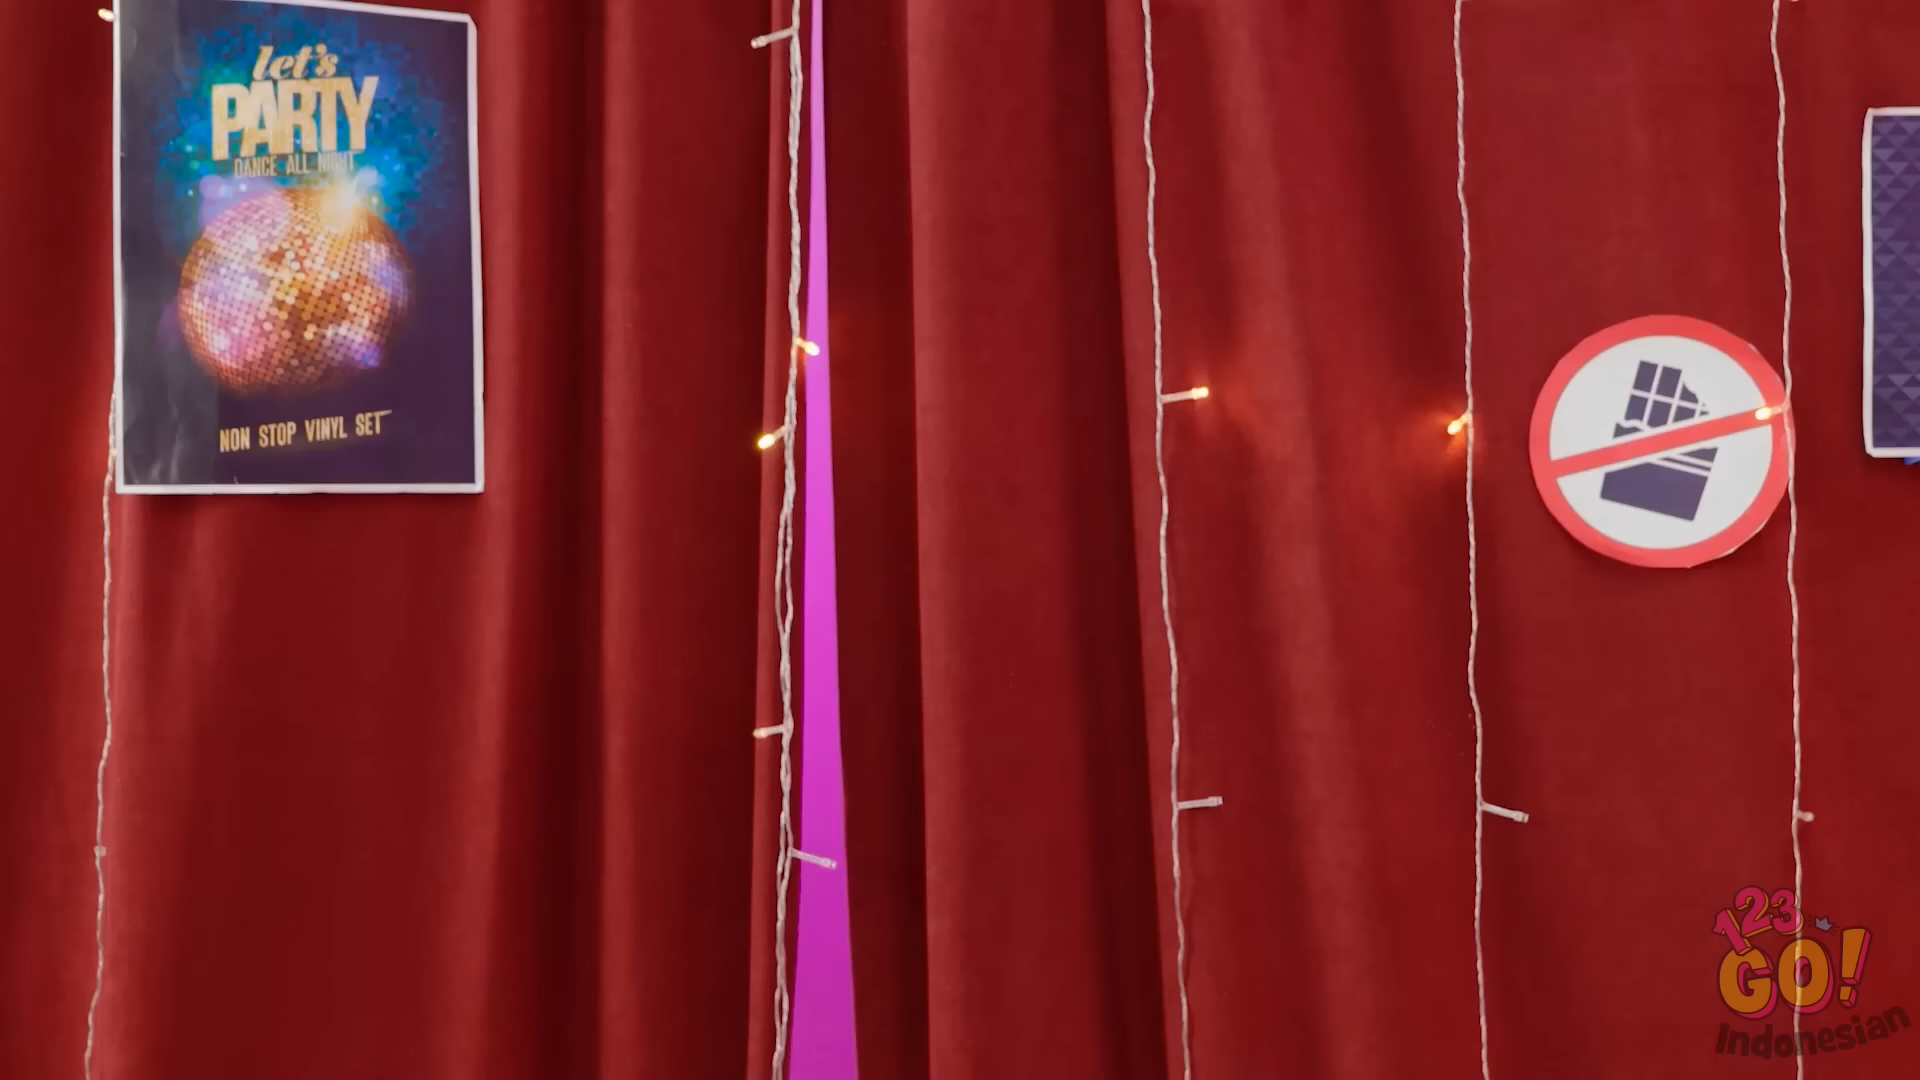 let's
PARTY
DANCE ALL NIGHT
NON STOP VINYL SET
123
GO!
Indonesian